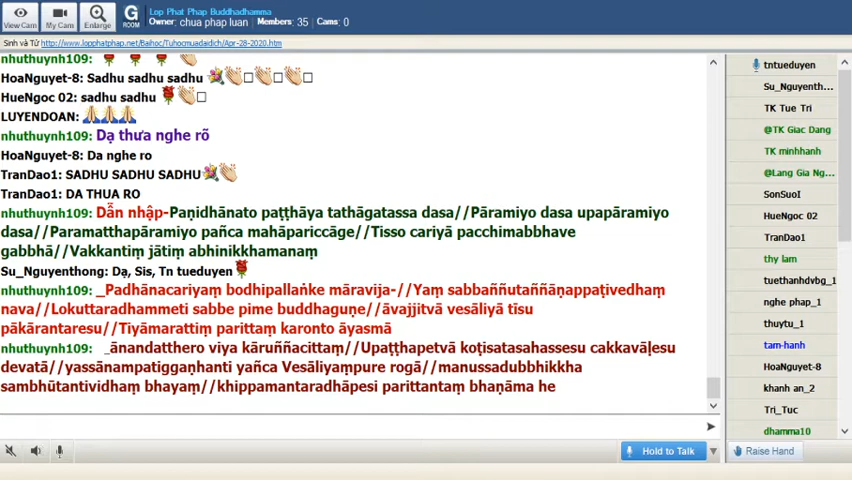 Lop Phat Phap Buddhadhamma
Owner: chua phap luan Members: 35 Cams: 0
View Cam
My Cam
Enlarge
G
ROOM
Sinh và Tử http://www.lopphatphap.net/Baihoc/Tuhocmuadaidich/Apr-28-2020.htm
nhuthuynh109:
HoaNguyet-8: Sadhu sadhu sadhu
HueNgoc 02: sadhu sadhu
LUYENDOAN:
nhuthuynh109: Dạ thưa nghe rõ
HoaNguyet-8: Da nghe ro
TranDao1: SADHU SADHU SADHU
TranDao1: DA THUA RO
nhuthuynh109: Dẫn nhập-Paṇidhānato paṭṭhāya tathāgatassa dasa//Pāramiyo dasa upapāramiyo
dasa//Paramatthapāramiyo pañca mahāpariccāge//Tisso cariyā pacchimabbhave
gabbhā//Vakkantiṃ jātiṃ abhinikkhamanaṃ
Su_Nguyenthong: Dạ, Sis, Tn tueduyen
nhuthuynh109: _Padhānacariyaṃ bodhipallaṅke māravija-//Yaṃ sabbaññutaññāṇappaṭivedhaṃ
nava//Lokuttaradhammeti sabbe pime buddhaguṇe//āvajjitvā vesāliyā tīsu
pākārantaresu//Tiyāmarattiṃ parittaṃ karonto āyasmā
nhuthuynh109: _ānandatthero viya kāruññacittaṃ//Upaṭṭhapetvā koṭisatasahassesu cakkavāḷesu
devatā//yassānampatiggaṇhanti yañca Vesāliyaṃpure rogā//manussadubbhikkha
sambhūtantividhaṃ bhayaṃ//khippamantaradhāpesi parittantaṃ bhaṇāma he
tntueduyen
Su_Nguyenth...
TK Tue Tri
@TK Giac Dang
TK minhhanh
@Lang Gia Ng...
SonSuoI
HueNgoc 02
TranDao1
thy lam
tuethanhdvbg_1
nghe phap_1
thuytu_1
tam-hanh
HoaNguyet-8
khanh an_2
Tri_Tuc
dhamma10
Hold to Talk
Raise Hand